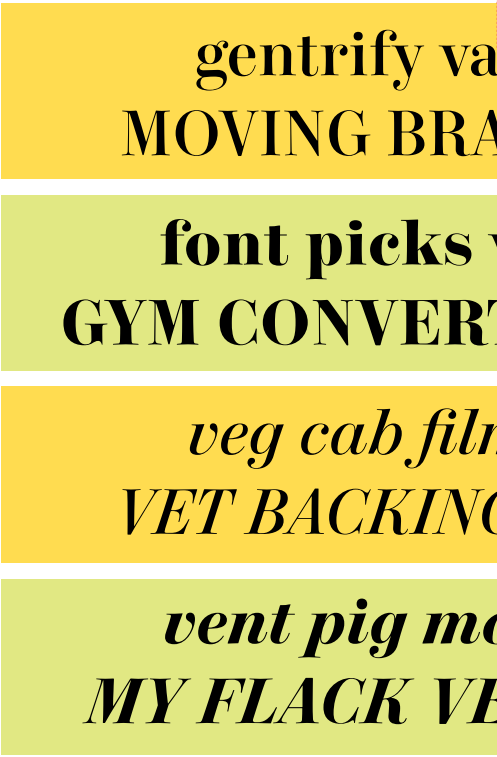 gentrify va
MOVING BRA
font picks
GYM CONVERT
veg cab film
VET BACKING
vent pig mo
MY FLACK VE